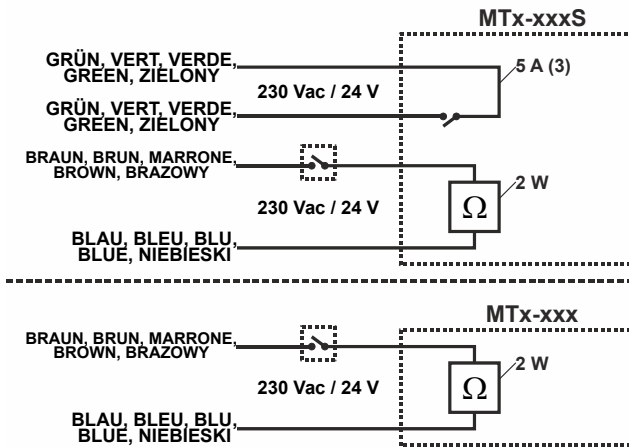 MTx-xxxS
GRÜN, VERT, VERDE,
GREEN, ZIELONY
5 A (3)
230 Vac / 24 V
GRÜN, VERT, VERDE,
GREEN, ZIELONY
BRAUN, BRUN, MARRONE,
BROWN, BRAZOWY
2 W
Ω
230 Vac / 24 V
BLAU, BLEU, BLU,
BLUE, NIEBIESKI
MTx-xxx
BRAUN, BRUN, MARRONE,
BROWN, BRAZOWY
2 W
Ω
230 Vac / 24 V
BLAU, BLEU, BLU,
BLUE, NIEBIESKI